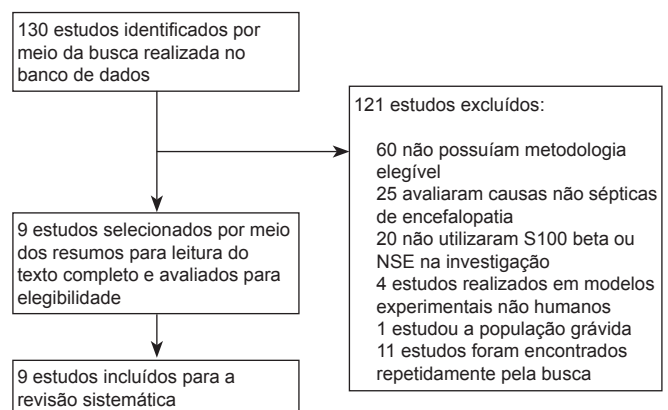 130 estudos identificados por
meio da busca realizada no
banco de dados
121 estudos excluídos:
60 não possuíam metodologia
elegível
25 avaliaram causas não sépticas
de encefalopatia
20 não utilizaram S100 beta ou
NSE na investigação
4 estudos realizados em modelos
experimentais não humanos
1 estudou a população grávida
11 estudos foram encontrados
repetidamente pela busca
9 estudos selecionados por meio
dos resumos para leitura do
texto completo e avaliados para
elegibilidade
9 estudos incluídos para a
revisão sistemática